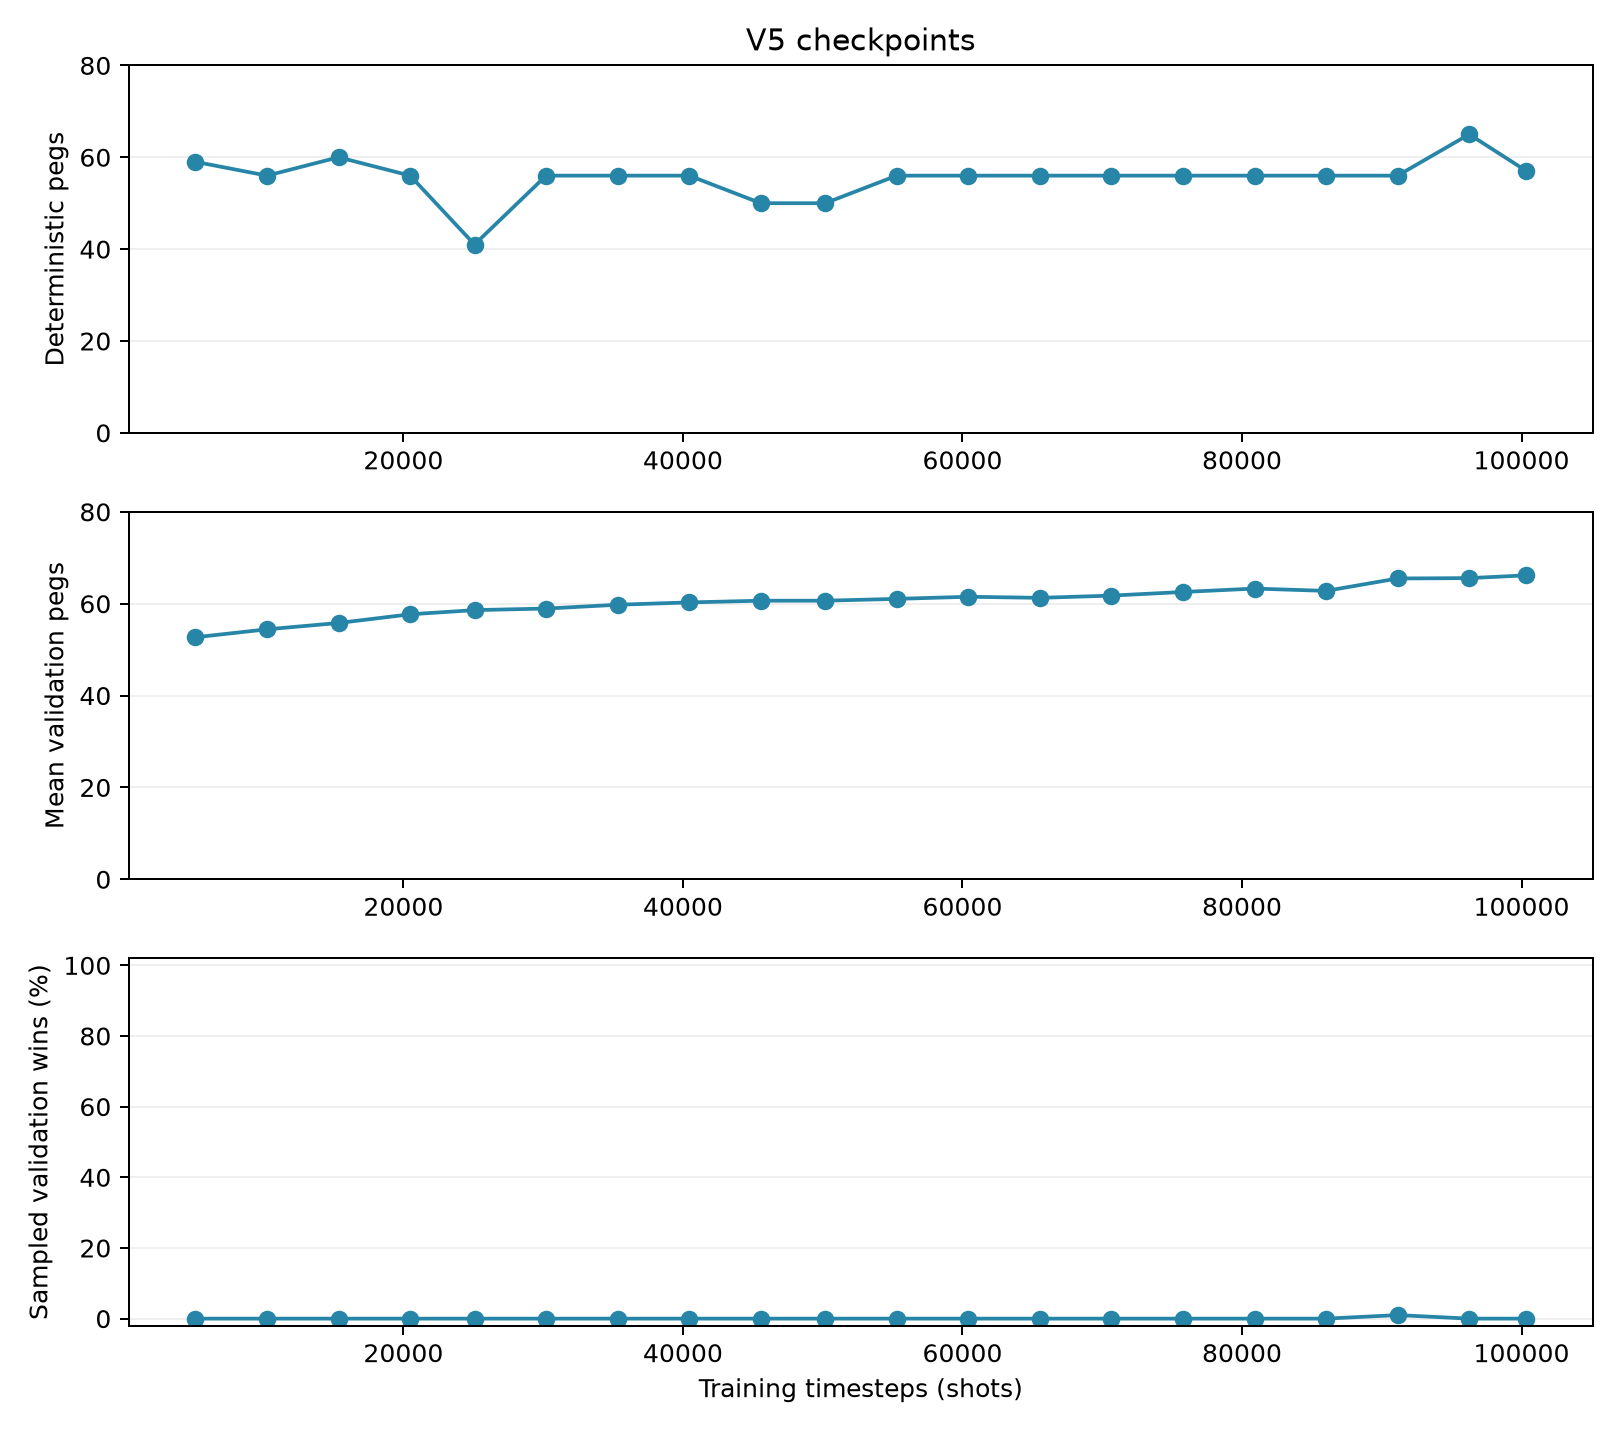 V5 checkpoints
80
60
40
20
0
Deterministic pegs
20000 40000 60000 80000 100000
80
60
40
20
0
Mean validation pegs
20000 40000 60000 80000 100000
100
80
60
40
20
0
Sampled validation wins (%)
20000 40000 60000 80000 100000
Training timesteps (shots)